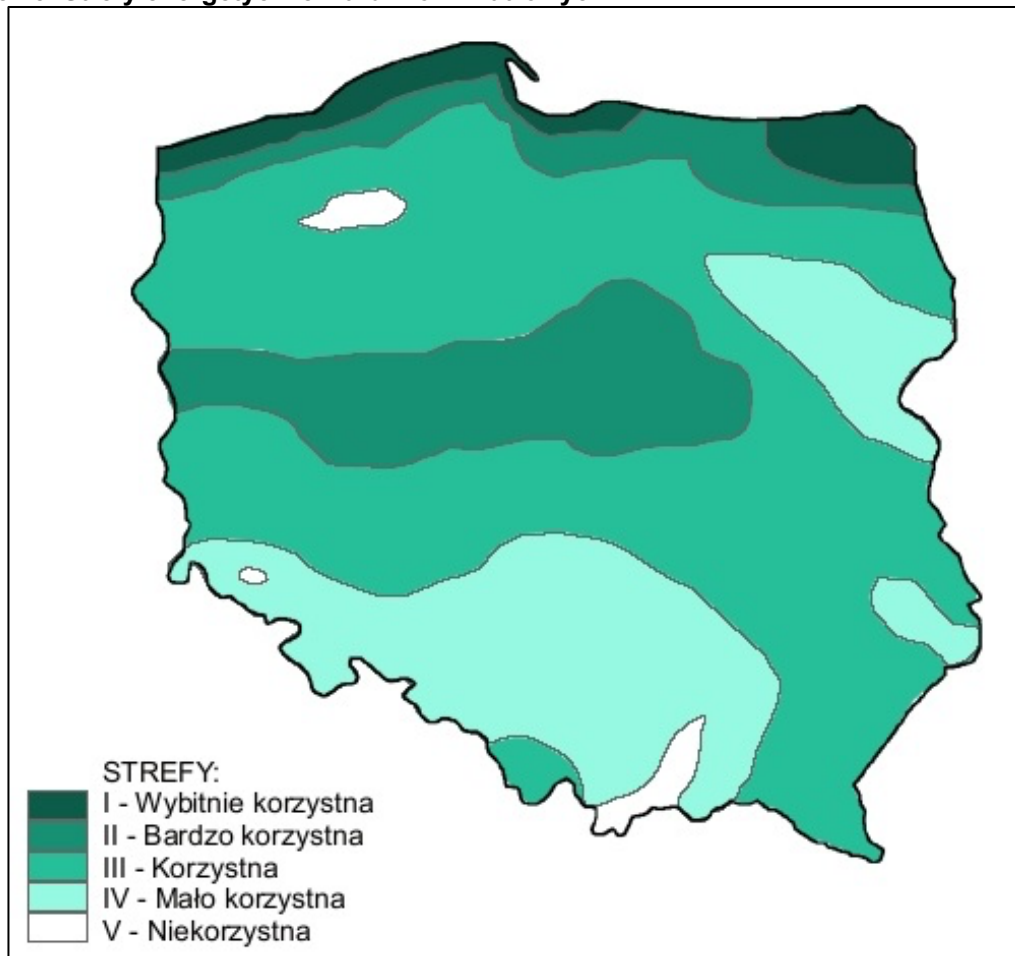 STREFY:
I - Wybitnie korzystna
II - Bardzo korzystna
III - Korzystna
IV - Mało korzystna
V - Niekorzystna